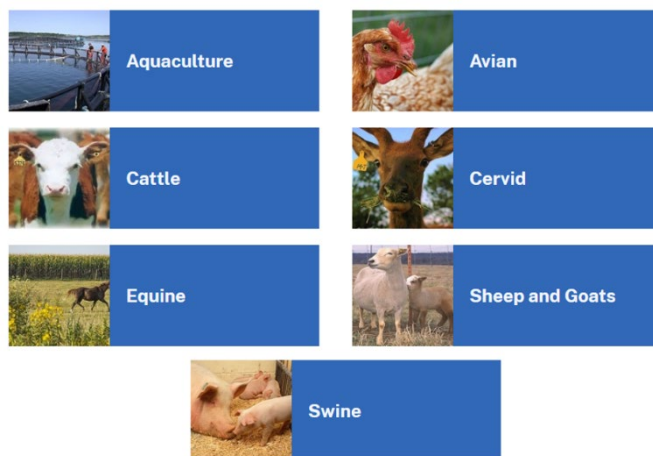 Aquaculture
Avian
Cattle
Cervid
Equine
Sheep and Goats
Swine